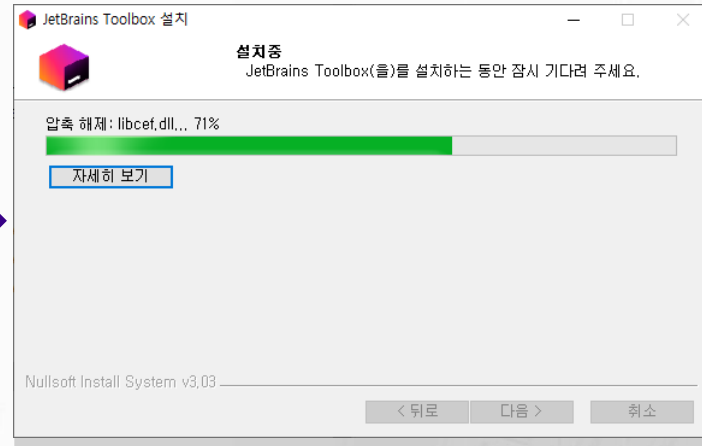 JetBrains Toolbox 설치
설치중
JetBrains Toolbox(을)를 설치하는 동안 잠시 기다려 주세요.
압축 해제: libcef.dll... 71%
자세히 보기
Nullsoft Install System v3.03
< 뒤로
다음 >
취소